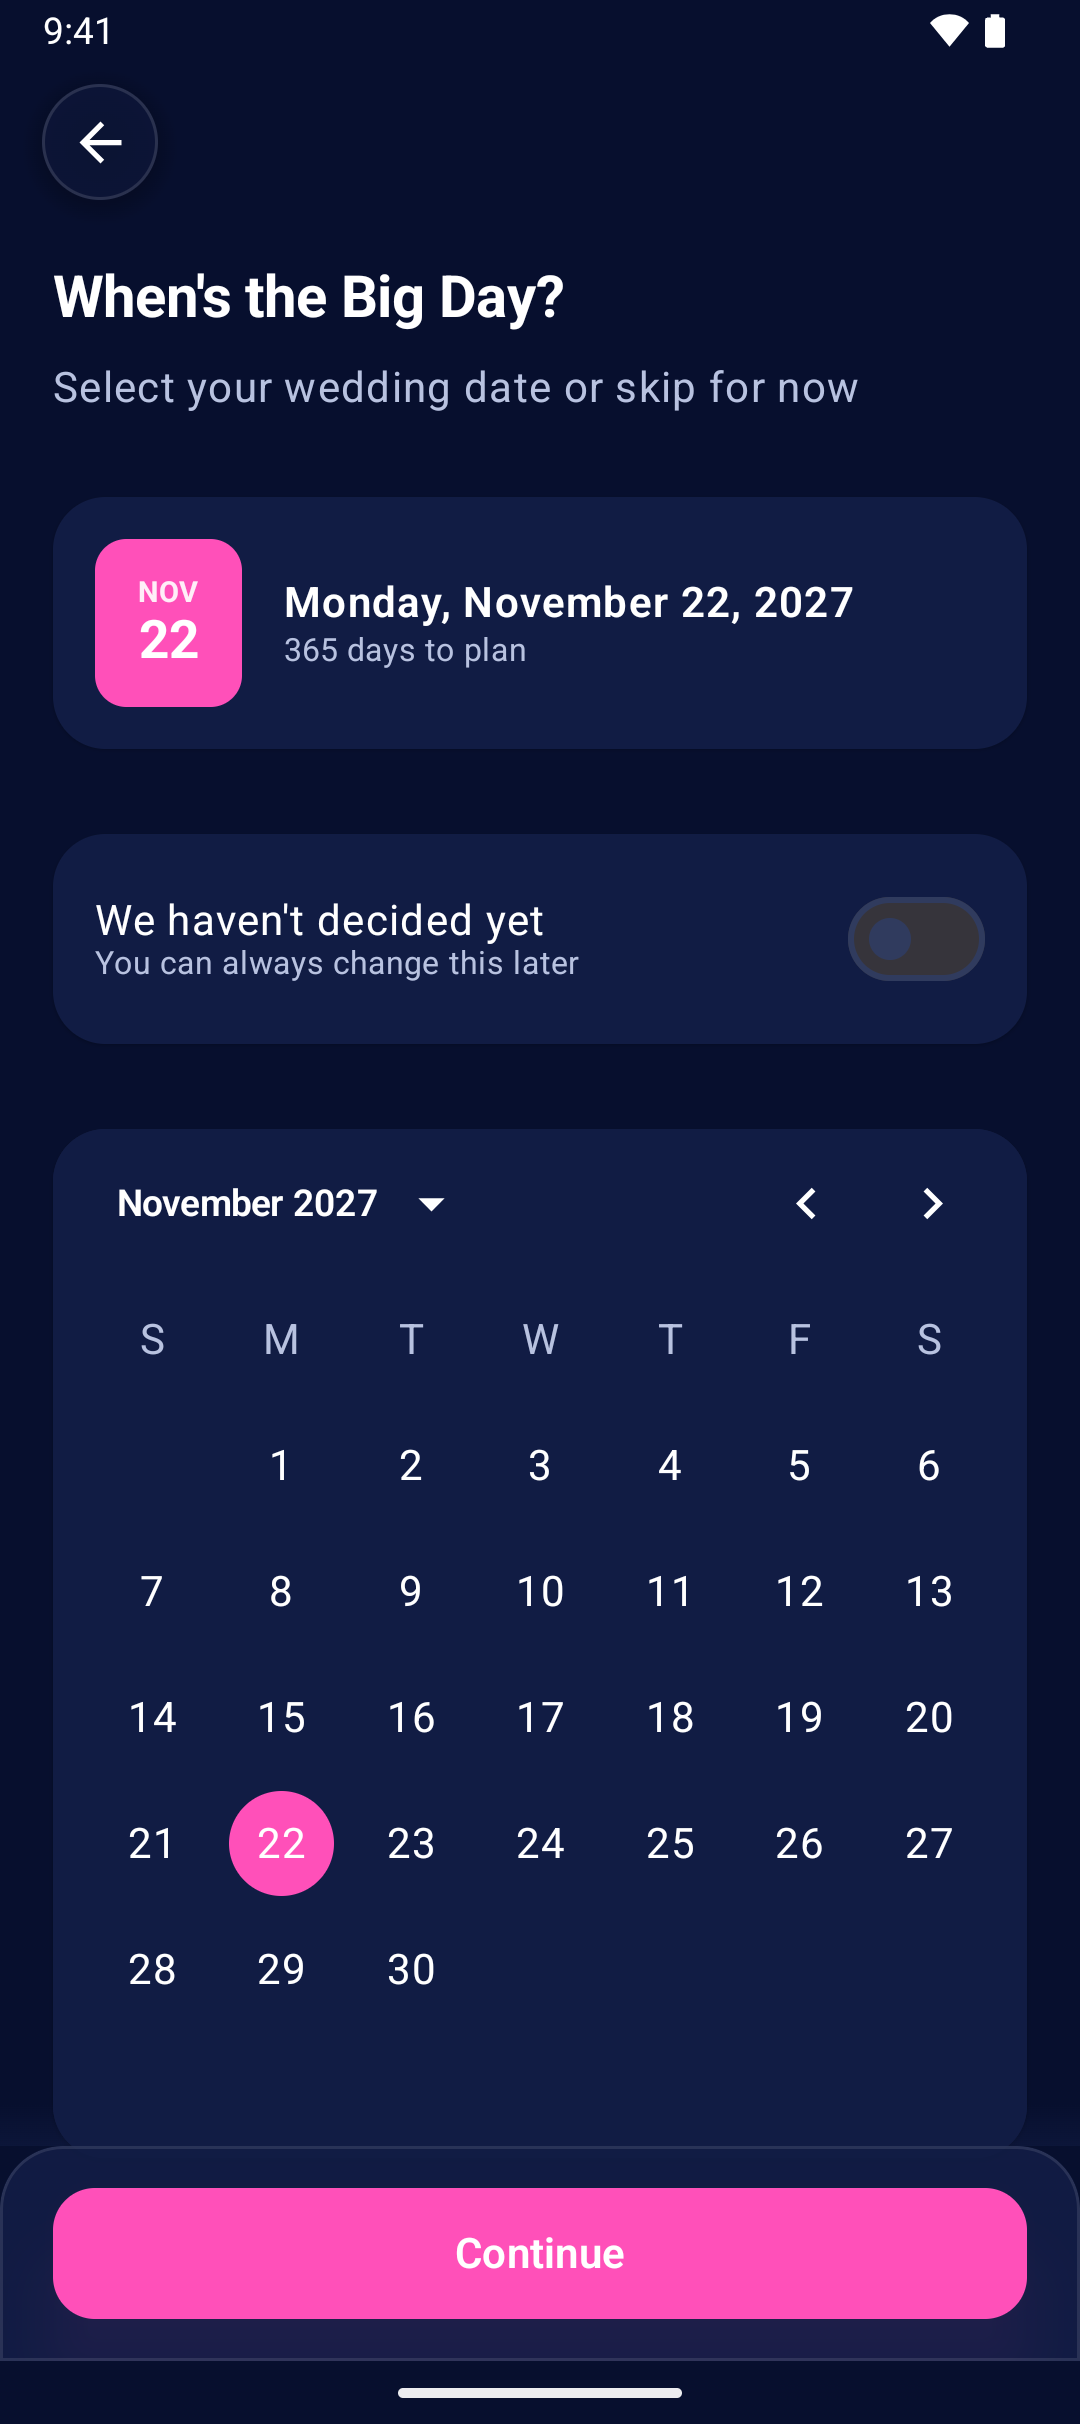 9:41
When's the Big Day?
Select your wedding date or skip for now
NOV
22
Monday, November 22, 2027
365 days to plan
We haven't decided yet
You can always change this later
November 2027
S M T W T F S
1 2 3 4 5 6
7 8 9 10 11 12 13
14 15 16 17 18 19 20
21 22 23 24 25 26 27
28 29 30
Continue